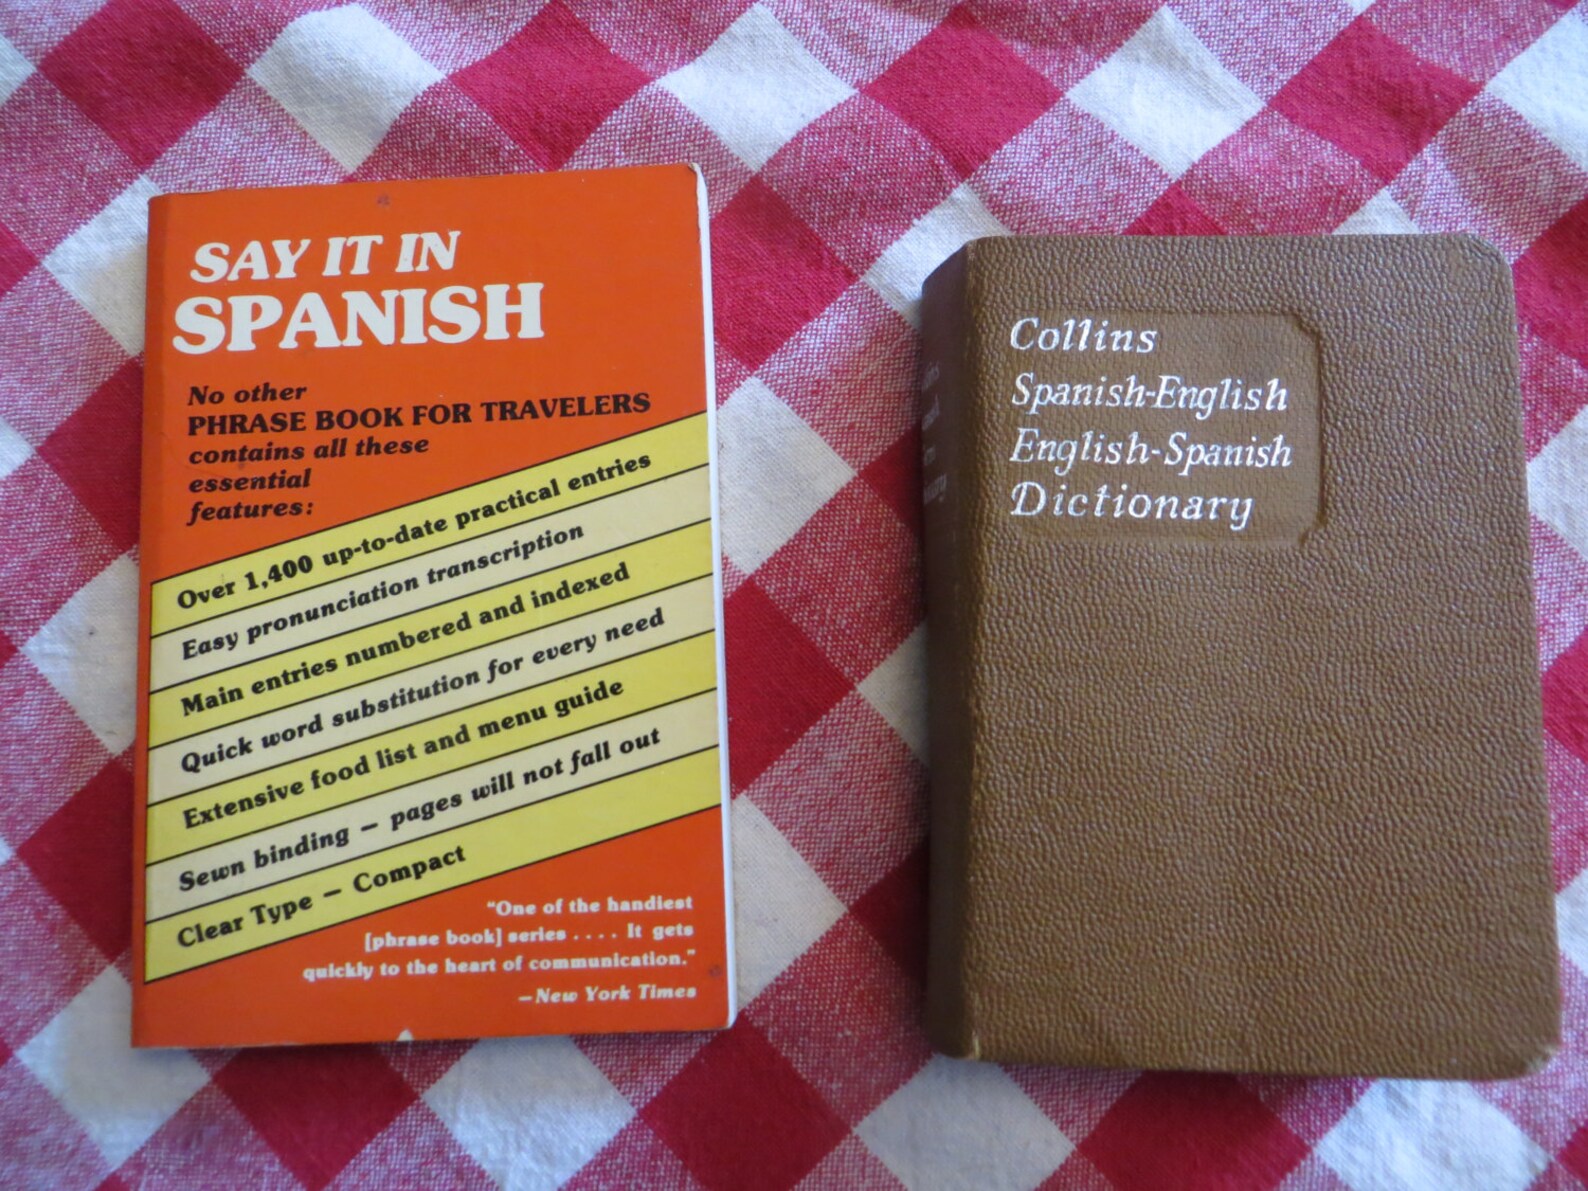 SAY IT IN
SPANISH
No other
PHRASE BOOK FOR TRAVELERS
contains all these
essential
features:
Over 1,400 up-to-date practical entries
Easy pronunciation transcription
Main entries numbered and indexed
Quick word substitution for every need
Extensive food list and menu guide
Sewn binding — pages will not fall out
Clear Type — Compact
"One of the handiest
[phrase book] series . . . . It gets
quickly to the heart of communication."
—New York Times
Collins
Spanish-English
English-Spanish
Dictionary